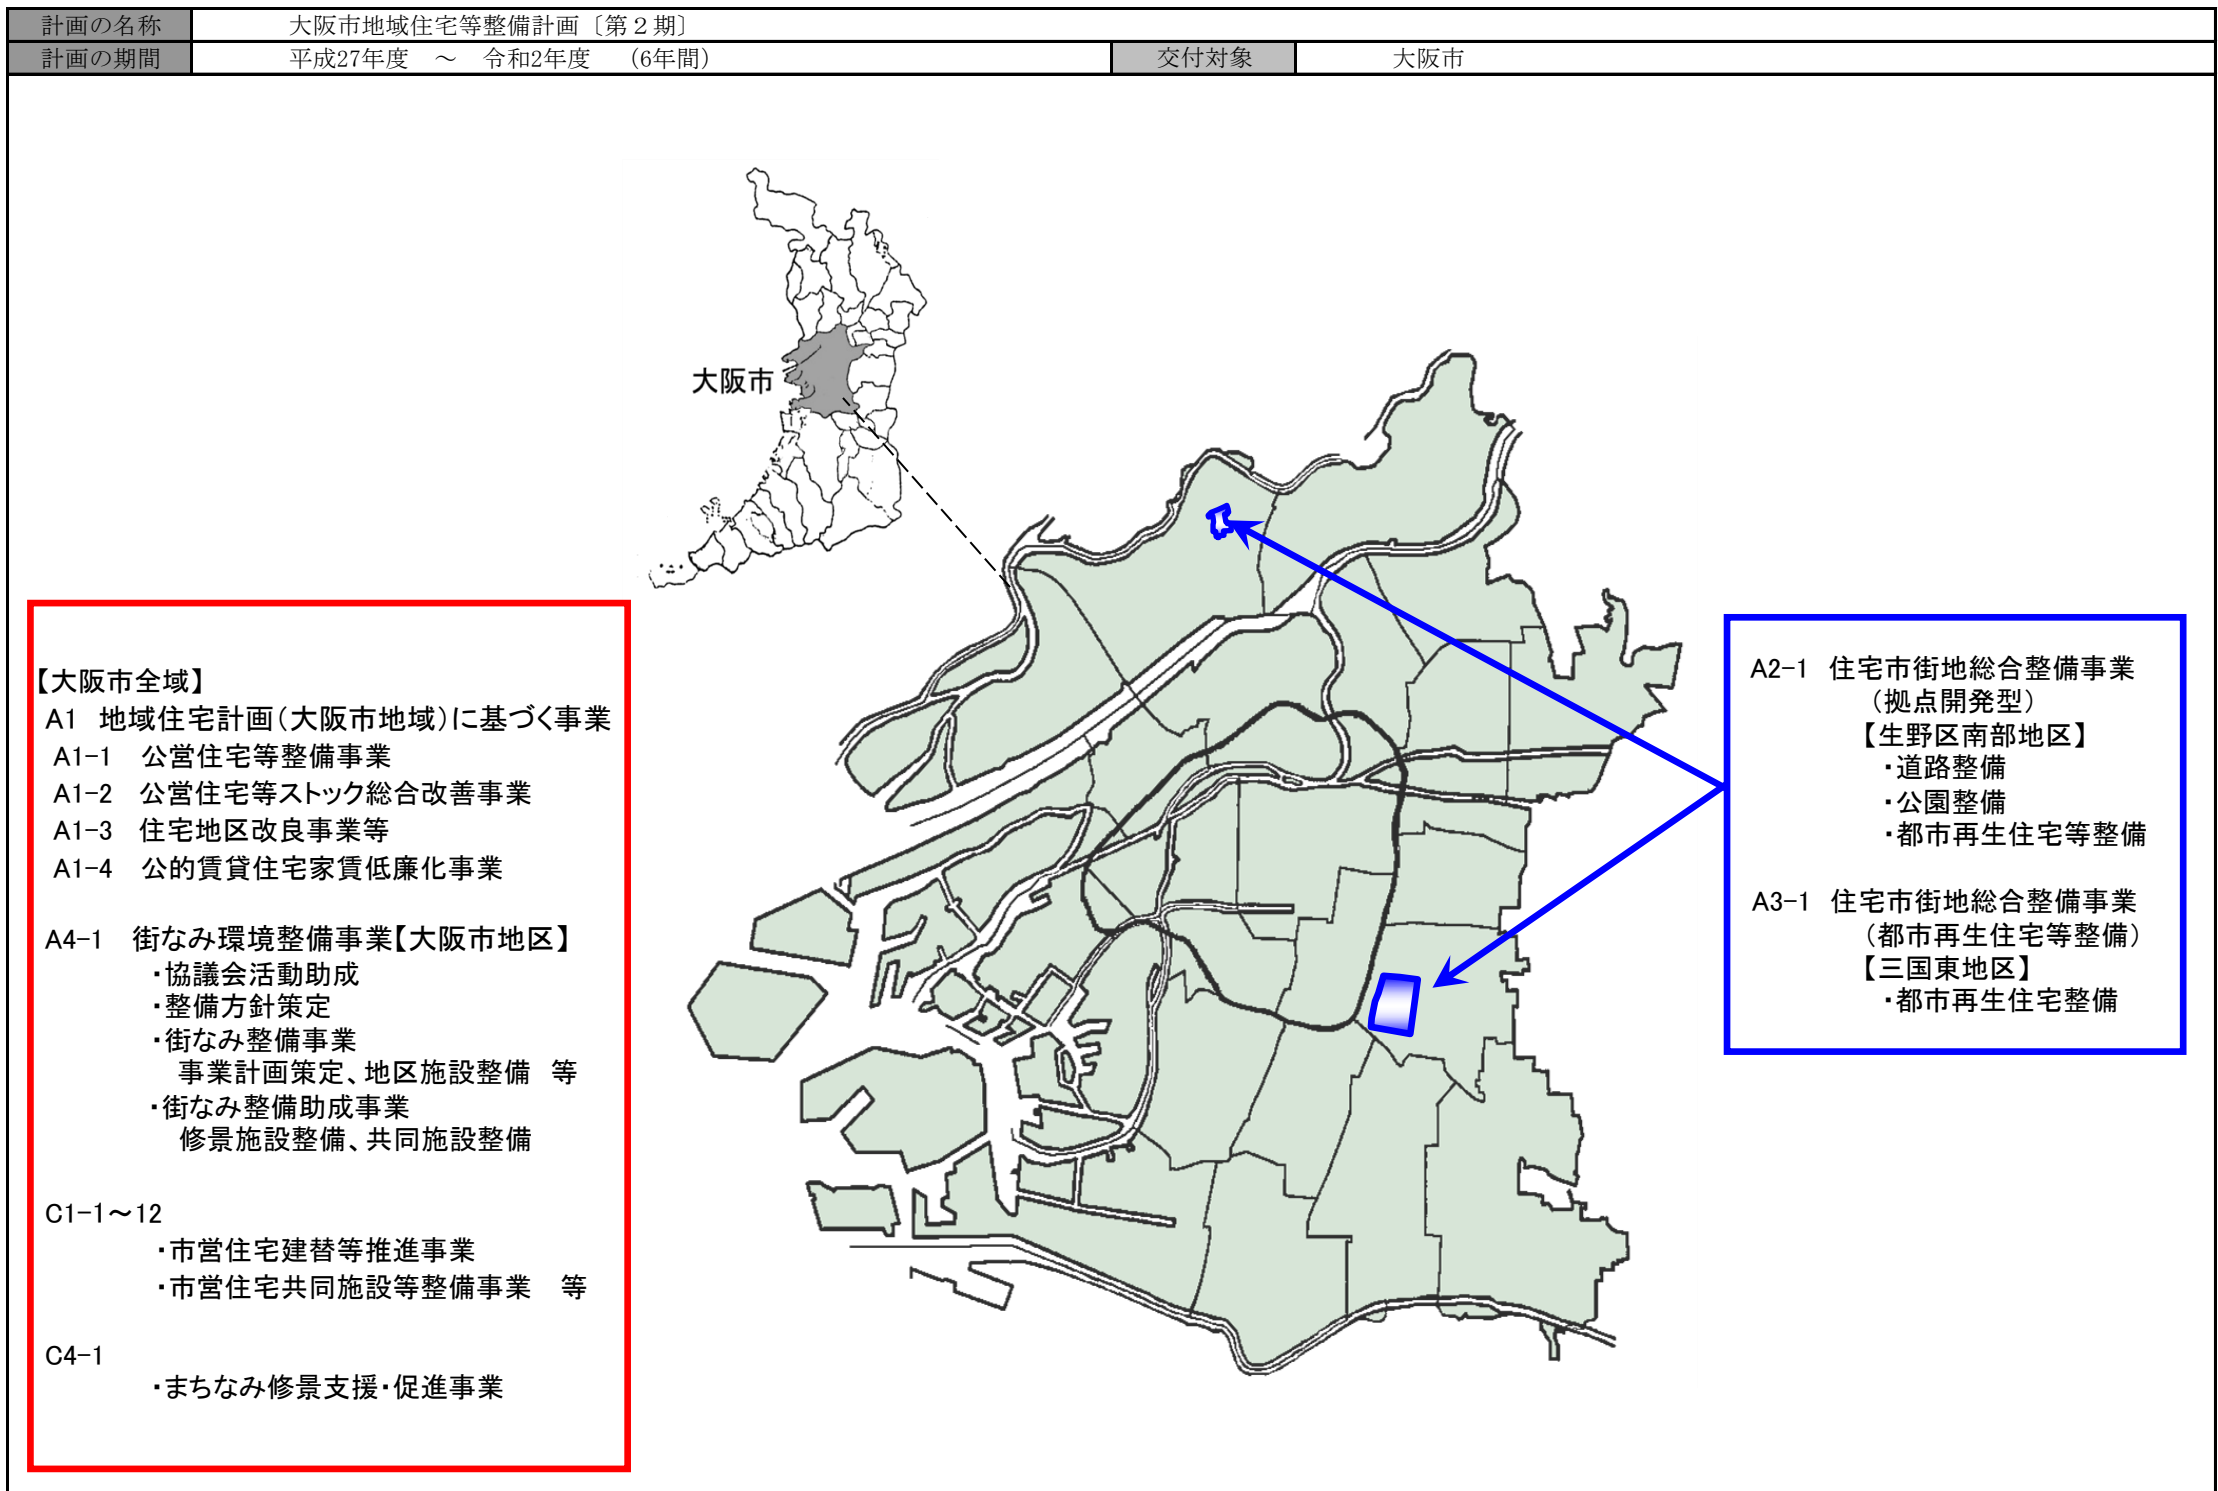 計画の名称 大阪市地域住宅等整備計画〔第２期〕
計画の期間 平成27年度 ～ 令和2年度 （6年間） 交付対象 大阪市
大阪市
【大阪市全域】
A1 地域住宅計画（大阪市地域）に基づく事業
A1-1 公営住宅等整備事業
A1-2 公営住宅等ストック総合改善事業
A1-3 住宅地区改良事業等
A1-4 公的賃貸住宅家賃低廉化事業
A4-1 街なみ環境整備事業【大阪市地区】
・協議会活動助成
・整備方針策定
・街なみ整備事業
事業計画策定、地区施設整備 等
・街なみ整備助成事業
修景施設整備、共同施設整備
C1-1～12
・市営住宅建替等推進事業
・市営住宅共同施設等整備事業 等
C4-1
・まちなみ修景支援・促進事業
A2-1 住宅市街地総合整備事業
（拠点開発型）
【生野区南部地区】
・道路整備
・公園整備
・都市再生住宅等整備
A3-1 住宅市街地総合整備事業
（都市再生住宅等整備）
【三国東地区】
・都市再生住宅整備